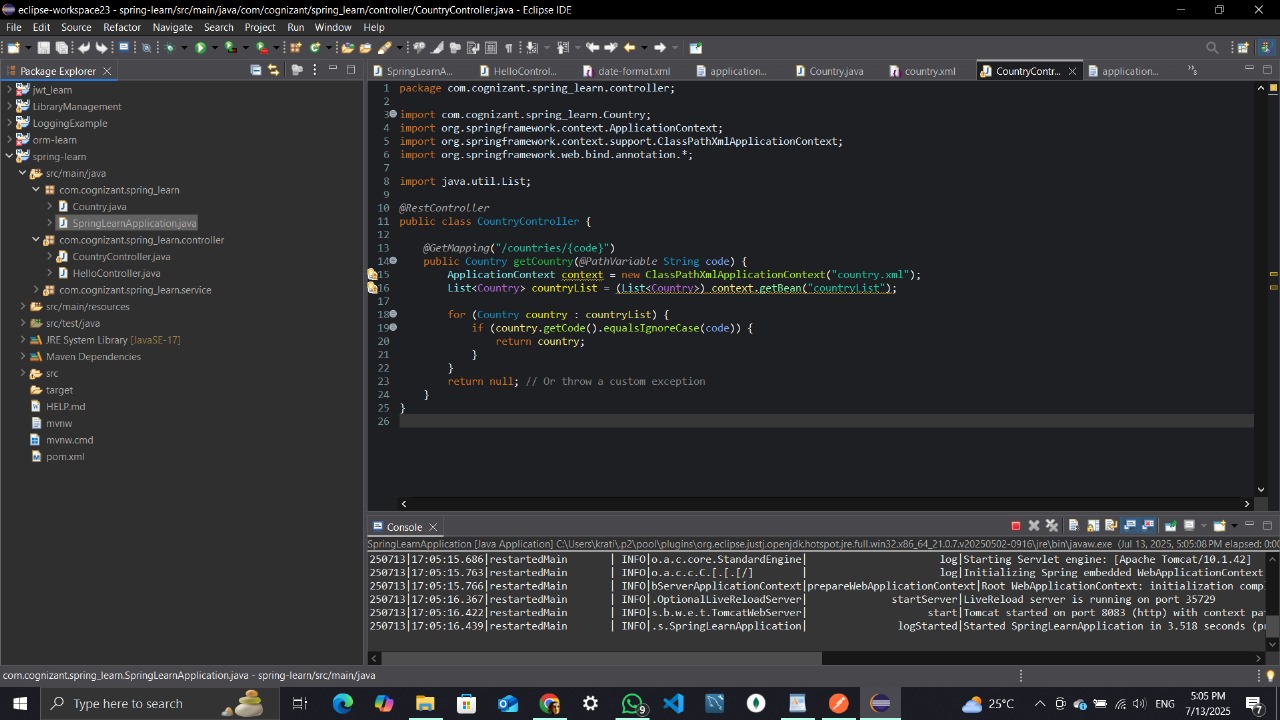 eclipse-workspace23 - spring-learn/src/main/java/com/cognizant/spring_learn/controller/CountryController.java - Eclipse IDE
File Edit Source Refactor Navigate Search Project Run Window Help
Package Explorer
jwt_learn
LibraryManagement
LoggingExample
orm-learn
spring-learn
src/main/java
com.cognizant.spring_learn
Country.java
SpringLearnApplication.java
com.cognizant.spring_learn.controller
CountryController.java
HelloController.java
com.cognizant.spring_learn.service
src/main/resources
src/test/java
JRE System Library [JavaSE-17]
Maven Dependencies
src
target
HELP.md
mvnw
mvnw.cmd
pom.xml
SpringLearnA... HelloControl... date-format.xml application... Country.java country.xml CountryContr... application...
1 package com.cognizant.spring_learn.controller;
2
3 import com.cognizant.spring_learn.Country;
4 import org.springframework.context.ApplicationContext;
5 import org.springframework.context.support.ClassPathXmlApplicationContext;
6 import org.springframework.web.bind.annotation.*;
7
8 import java.util.List;
9
10 @RestController
11 public class CountryController {
12
13 @GetMapping("/countries/{code}")
14 public Country getCountry(@PathVariable String code) {
15 ApplicationContext context = new ClassPathXmlApplicationContext("country.xml");
16 List<Country> countryList = (List<Country>) context.getBean("countryList");
17
18 for (Country country : countryList) {
19 if (country.getCode().equalsIgnoreCase(code)) {
20 return country;
21 }
22 }
23 return null; // Or throw a custom exception
24 }
25 }
26
Console
SpringLearnApplication [Java Application] C:\Users\krati\.p2\pool\plugins\org.eclipse.justj.openjdk.hotspot.jre.full.win32.x86_64_21.0.7.v20250502-0916\jre\bin\javaw.exe (Jul 13, 2025, 5:05:08 PM elapsed: 0:00
250713|17:05:15.686|restartedMain | INFO|o.a.c.core.StandardEngine| log|Starting Servlet engine: [Apache Tomcat/10.1.42]
250713|17:05:15.763|restartedMain | INFO|o.a.c.c.C.[.[.[/] log|Initializing Spring embedded WebApplicationContext
250713|17:05:15.766|restartedMain | INFO|bServerApplicationContext|prepareWebApplicationContext|Root WebApplicationContext: initialization comp
250713|17:05:16.367|restartedMain | INFO|.OptionalLiveReloadServer| startServer|LiveReload server is running on port 35729
250713|17:05:16.422|restartedMain | INFO|s.b.w.e.t.TomcatWebServer| start|Tomcat started on port 8083 (http) with context pa
250713|17:05:16.439|restartedMain | INFO|.s.SpringLearnApplication| logStarted|Started SpringLearnApplication in 3.518 seconds (pr
com.cognizant.spring_learn.SpringLearnApplication.java - spring-learn/src/main/java
Type here to search
9
25°C
ENG
5:05 PM
7/13/2025
7